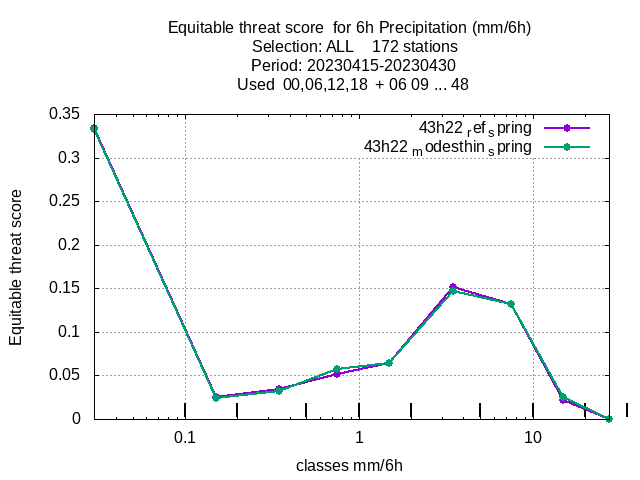 Equitable threat score for 6h Precipitation (mm/6h)
Selection: ALL 172 stations
Period: 20230415-20230430
Used 00,06,12,18 + 06 09 ... 48
43h22 ref spring
43h22 modesthin spring
0.35
0.3
0.25
0.2
0.15
0.1
0.05
0
Equitable threat score
0.1 1 10
classes mm/6h